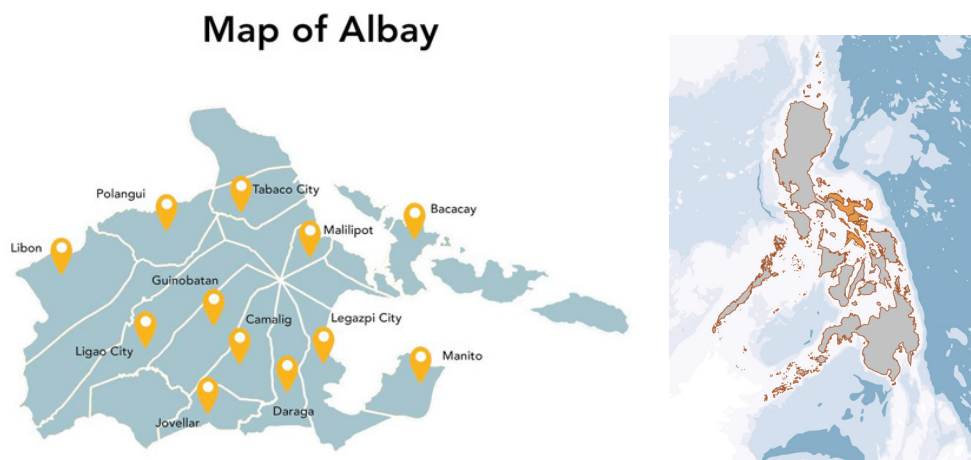 Map of Albay
Tabaco City
Polangui
Bacacay
Malilipot
Libon
Guinobatan
Camalig
Legazpi City
Ligao City
Manito
Daraga
Jovellar